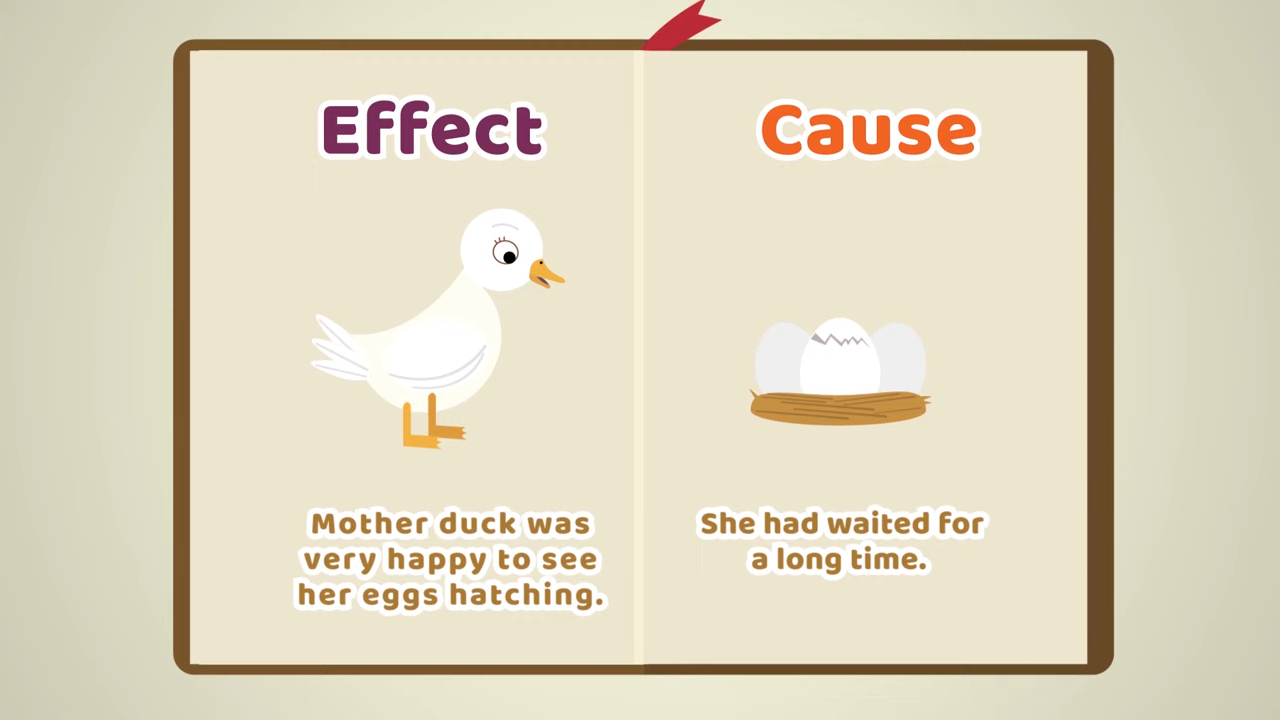 Effect
Mother duck was
very happy to see
her eggs hatching.
Cause
She had waited for
a long time.